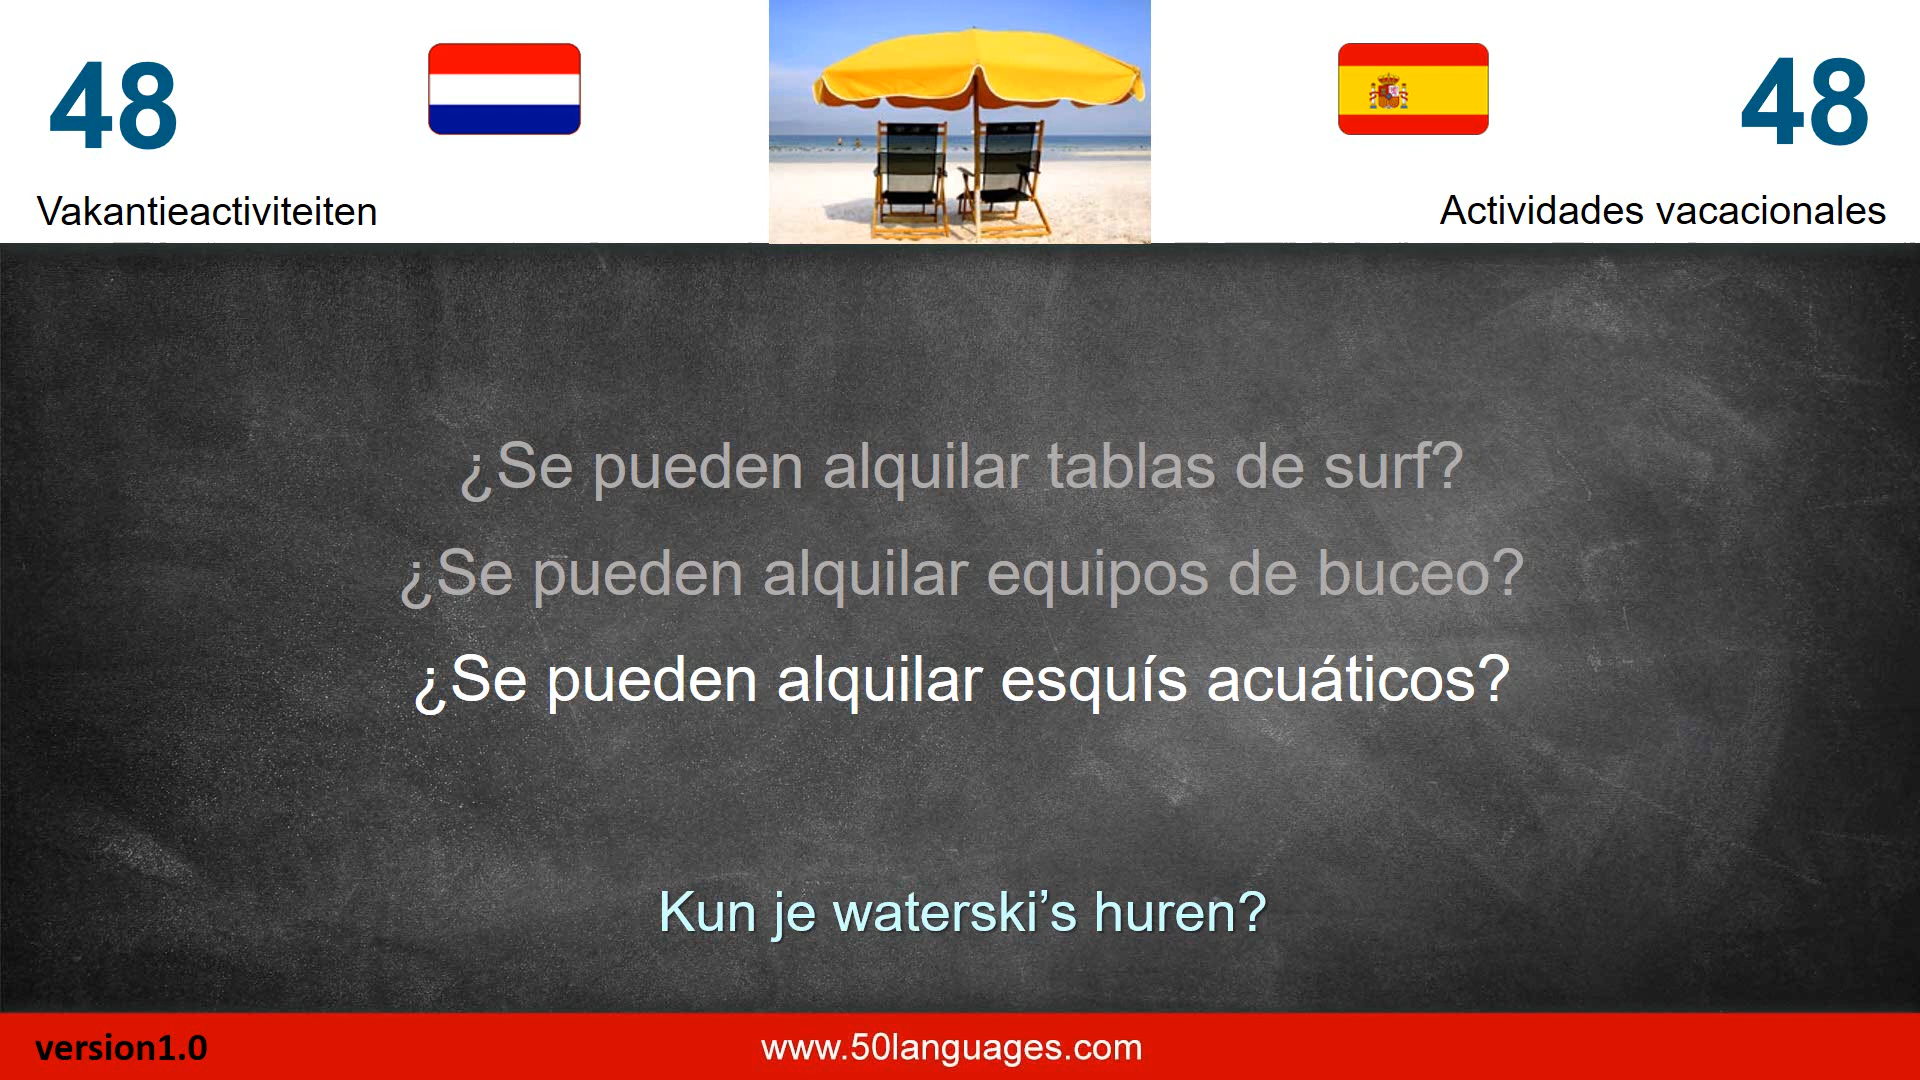 48
48
Vakantieactiviteiten
Actividades vacacionales
¿Se pueden alquilar tablas de surf?
¿Se pueden alquilar equipos de buceo?
¿Se pueden alquilar esquís acuáticos?
Kun je waterski’s huren?
version1.0
www.50languages.com